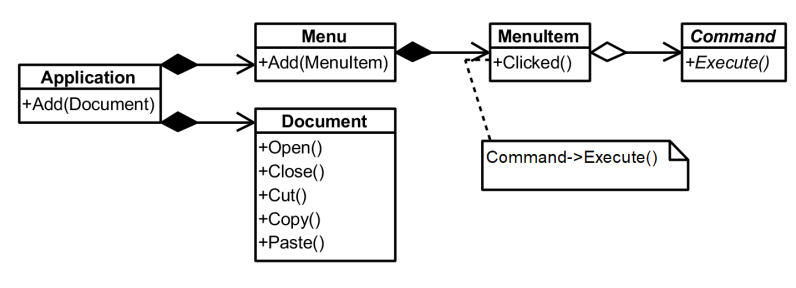 Application
+Add(Document)
Menu
+Add(MenuItem)
Document
+Open()
+Close()
+Cut()
+Copy()
+Paste()
MenuItem
+Clicked()
Command->Execute()
Command
+Execute()